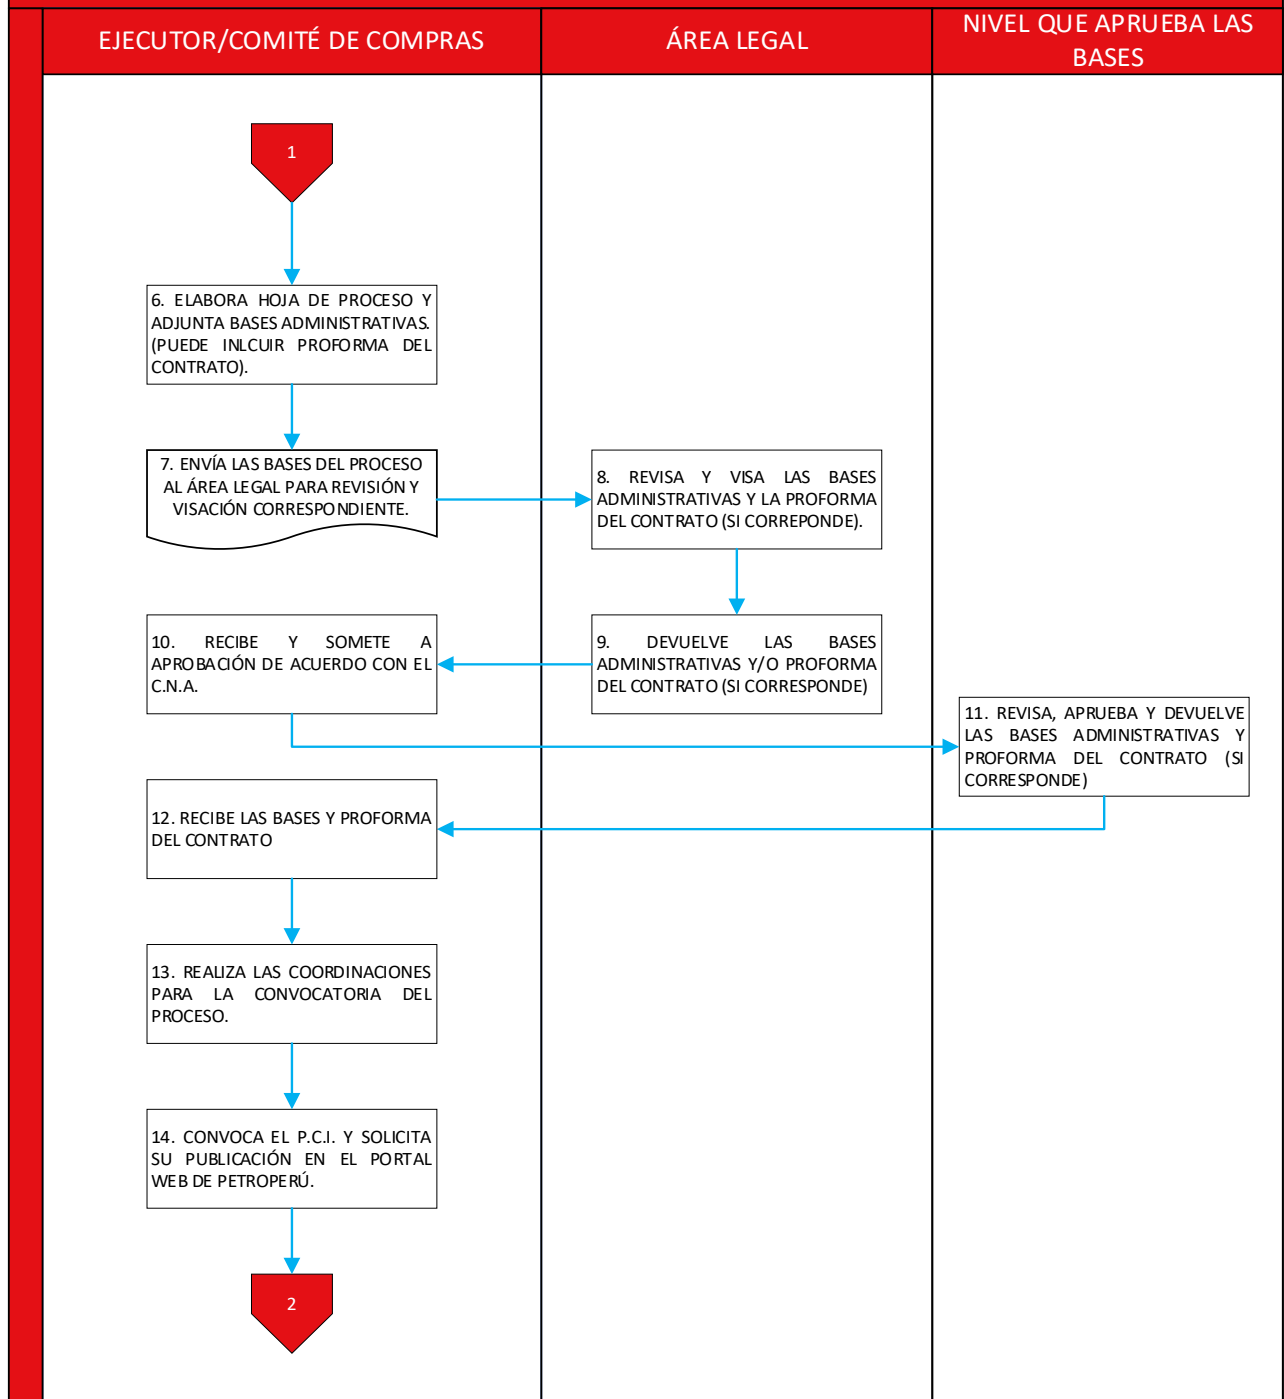 EJECUTOR/COMITÉ DE COMPRAS
ÁREA LEGAL
NIVEL QUE APRUEBA LAS
BASES
1
6. ELABORA HOJA DE PROCESO Y
ADJUNTA BASES ADMINISTRATIVAS.
(PUEDE INLCUIR PROFORMA DEL
CONTRATO).
7. ENVÍA LAS BASES DEL PROCESO
AL ÁREA LEGAL PARA REVISIÓN Y
VISACIÓN CORRESPONDIENTE.
8. REVISA Y VISA LAS BASES
ADMINISTRATIVAS Y LA PROFORMA
DEL CONTRATO (SI CORREPONDE).
9. DEVUELVE LAS BASES
ADMINISTRATIVAS Y/O PROFORMA
DEL CONTRATO (SI CORRESPONDE)
10. RECIBE Y SOMETE A
APROBACIÓN DE ACUERDO CON EL
C.N.A.
11. REVISA, APRUEBA Y DEVUELVE
LAS BASES ADMINISTRATIVAS Y
PROFORMA DEL CONTRATO (SI
CORRESPONDE)
12. RECIBE LAS BASES Y PROFORMA
DEL CONTRATO
13. REALIZA LAS COORDINACIONES
PARA LA CONVOCATORIA DEL
PROCESO.
14. CONVOCA EL P.C.I. Y SOLICITA
SU PUBLICACIÓN EN EL PORTAL
WEB DE PETROPERÚ.
2